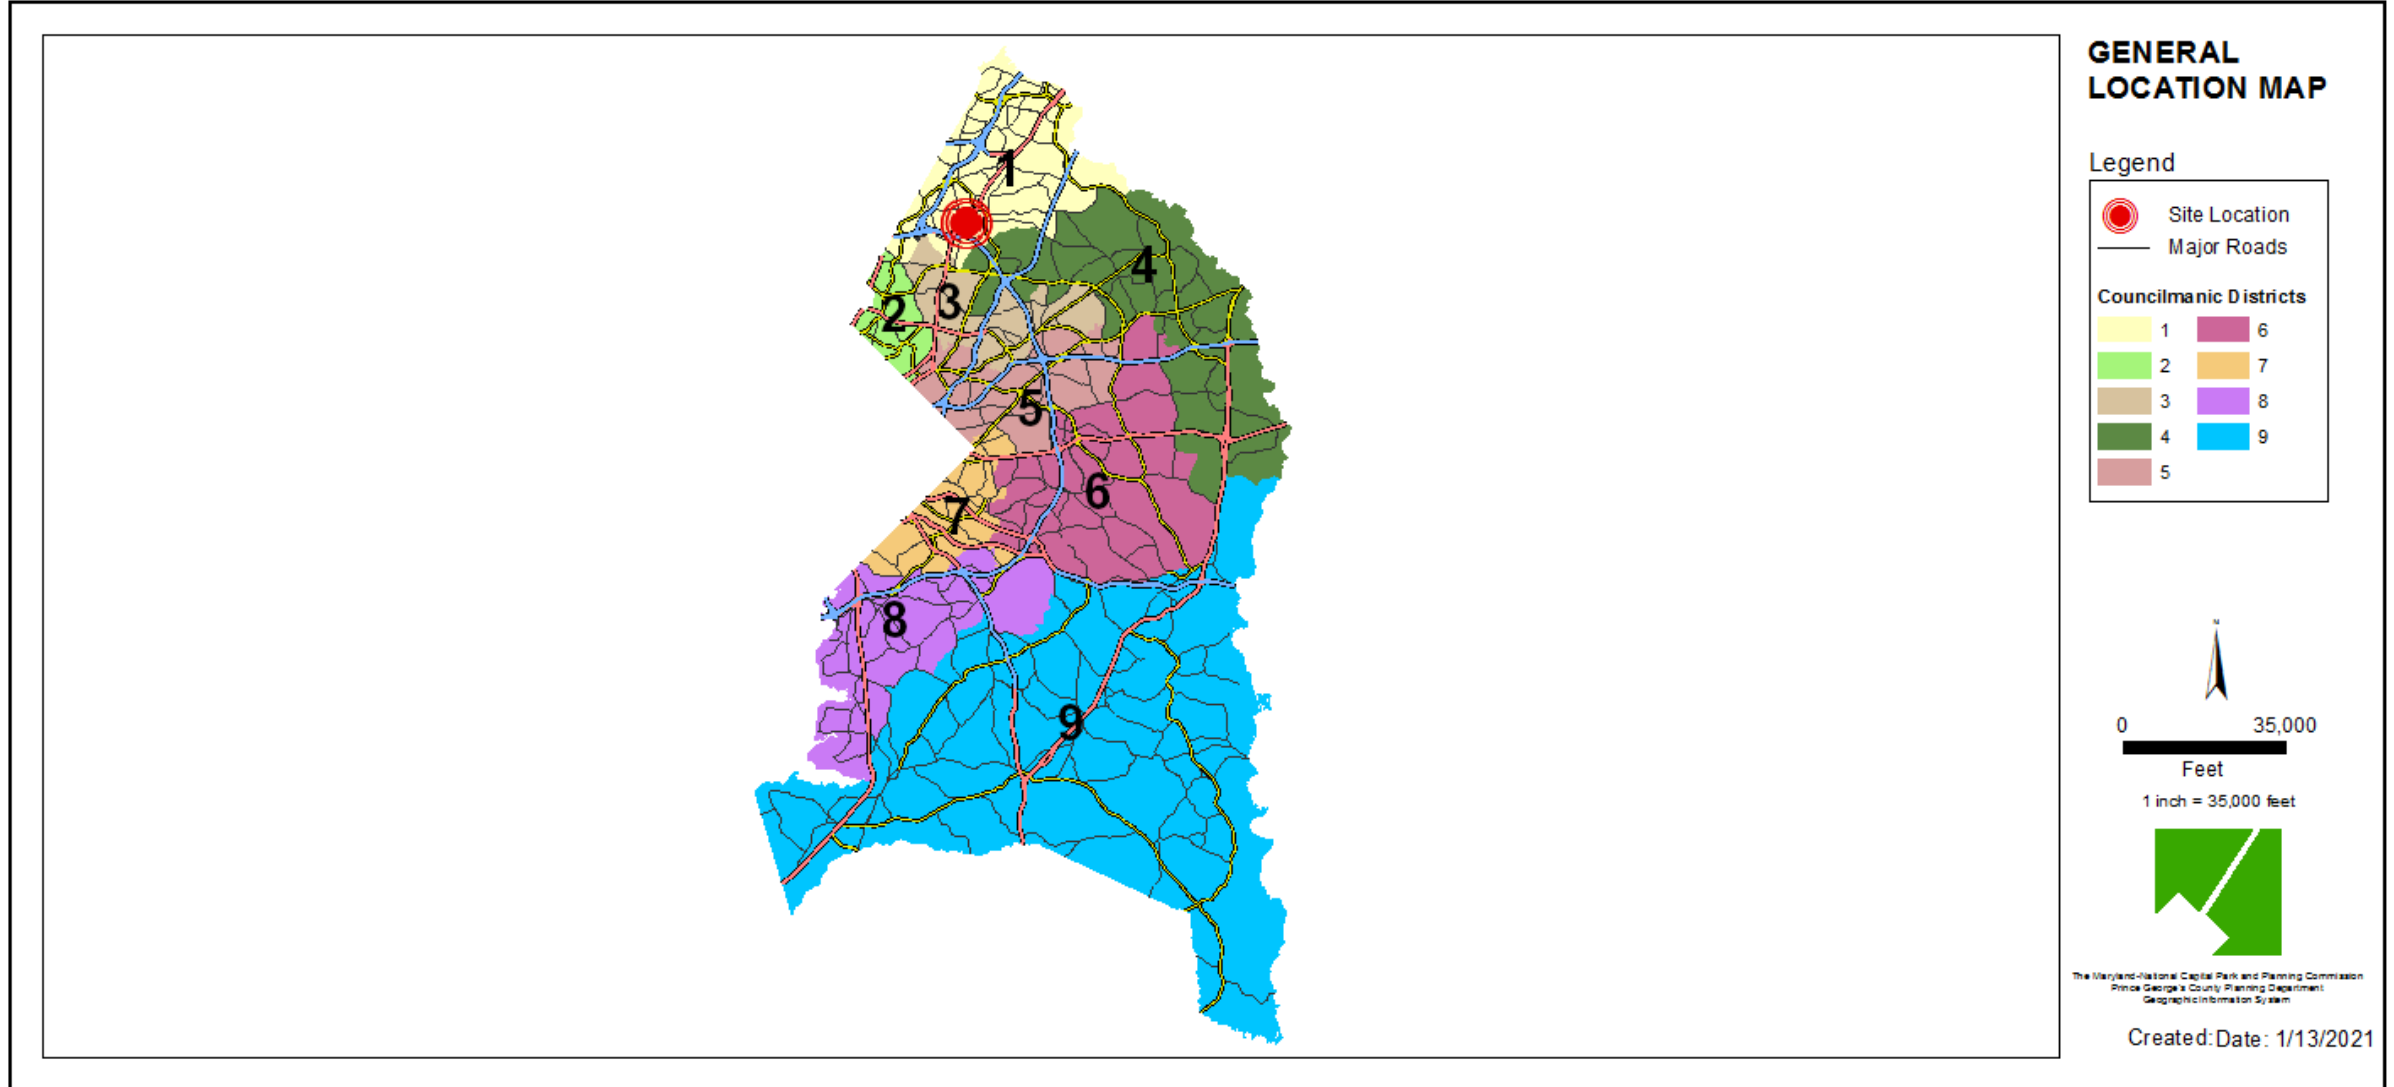 GENERAL
LOCATION MAP
Legend
Site Location
Major Roads
Councilmanic Districts
1 6
2 7
3 8
4 9
5
1
4
3
2
5
6
7
8
9
N
0 35,000
Feet
1 inch = 35,000 feet
The Maryland-National Capital Park and Planning Commission
Prince George's County Planning Department
Geographic Information System
Created: Date: 1/13/2021